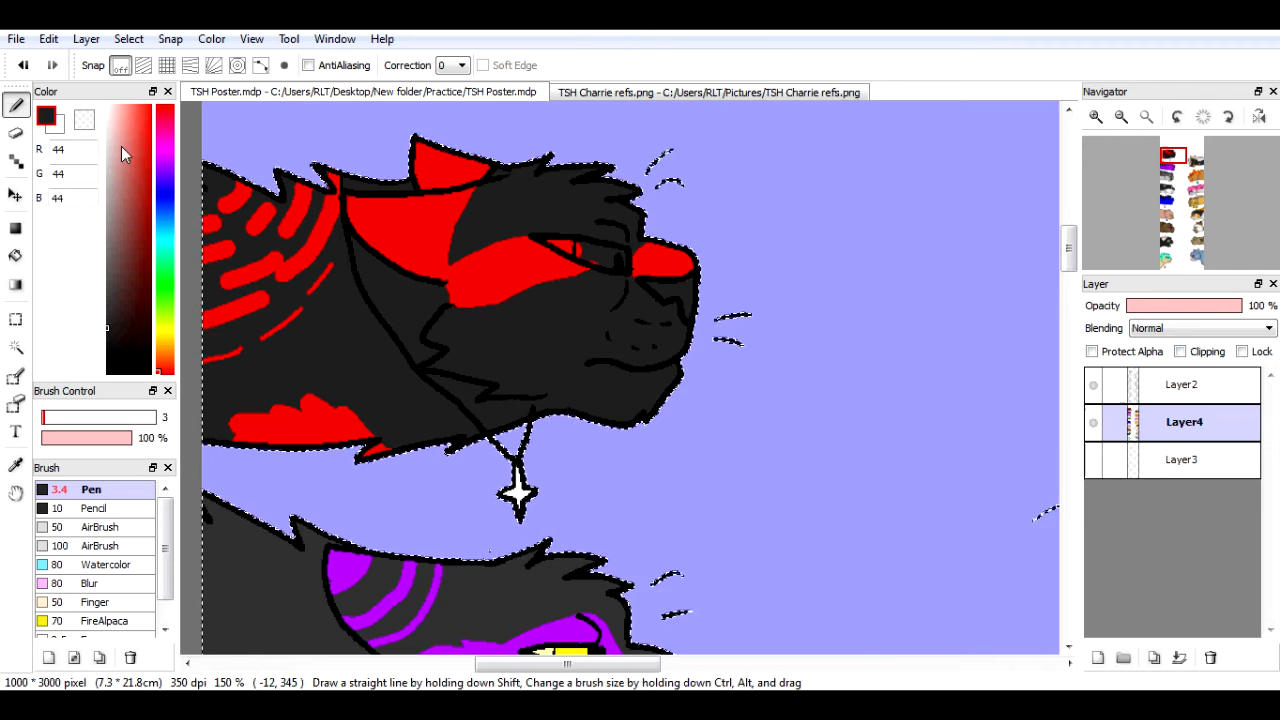 File Edit Layer Select Snap Color View Tool Window Help
Snap off AntiAliasing Correction 0 Soft Edge
Color
TSH Poster.mdp - C:/Users/RLT/Desktop/New folder/Practice/TSH Poster.mdp
TSH Charrie refs.png - C:/Users/RLT/Pictures/TSH Charrie refs.png
Navigator
R 44
G 44
B 44
Layer
Opacity 100 %
Blending Normal
Protect Alpha Clipping Lock
Layer2
Layer4
Layer3
Brush Control
3
100 %
Brush
3.4 Pen
10 Pencil
50 AirBrush
100 AirBrush
80 Watercolor
80 Blur
50 Finger
70 FireAlpaca
1000 * 3000 pixel (7.3 * 21.8cm) 350 dpi 150 % ( -12, 345 ) Draw a straight line by holding down Shift, Change a brush size by holding down Ctrl, Alt, and drag